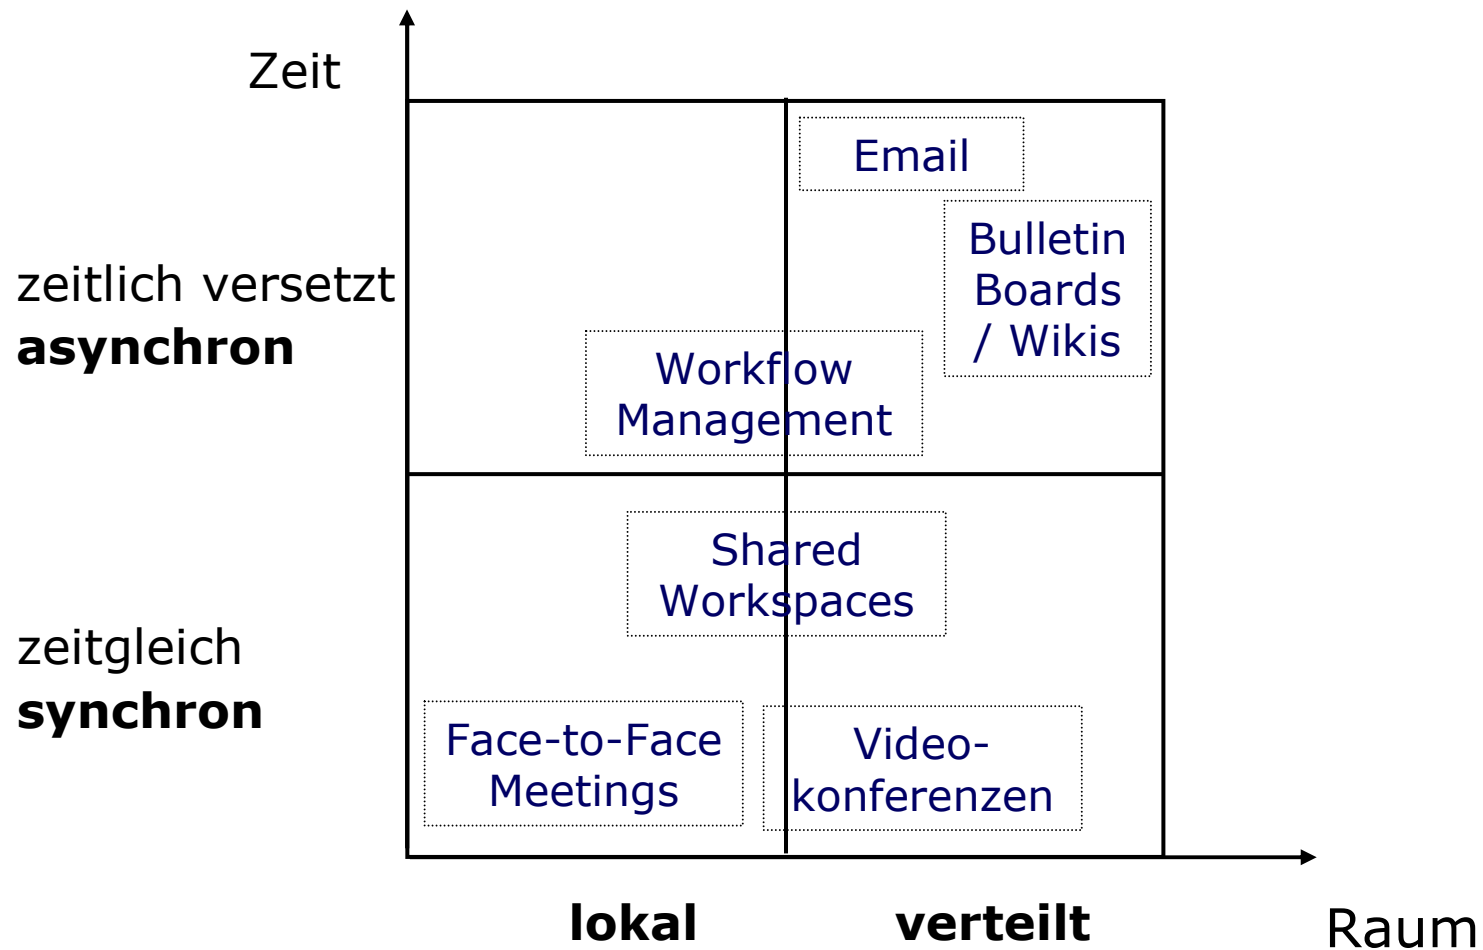 Zeit
Email
Bulletin
Boards
/ Wikis
zeitlich versetzt
asynchron
Workflow
Management
Shared
Workspaces
zeitgleich
synchron
Face-to-Face
Meetings
Video-
konferenzen
lokal
verteilt
Raum